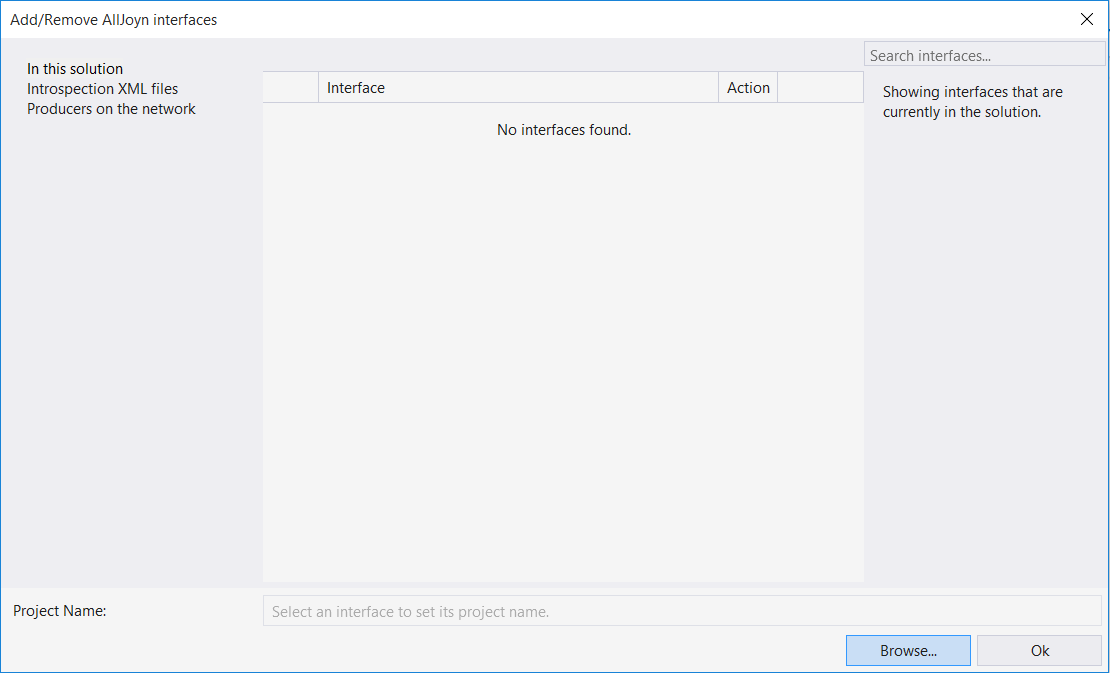 Add/Remove AllJoyn interfaces
Search interfaces...
In this solution
Introspection XML files
Producers on the network
Interface
Action
No interfaces found.
Showing interfaces that are
currently in the solution.
Project Name:
Select an interface to set its project name.
Browse...
Ok